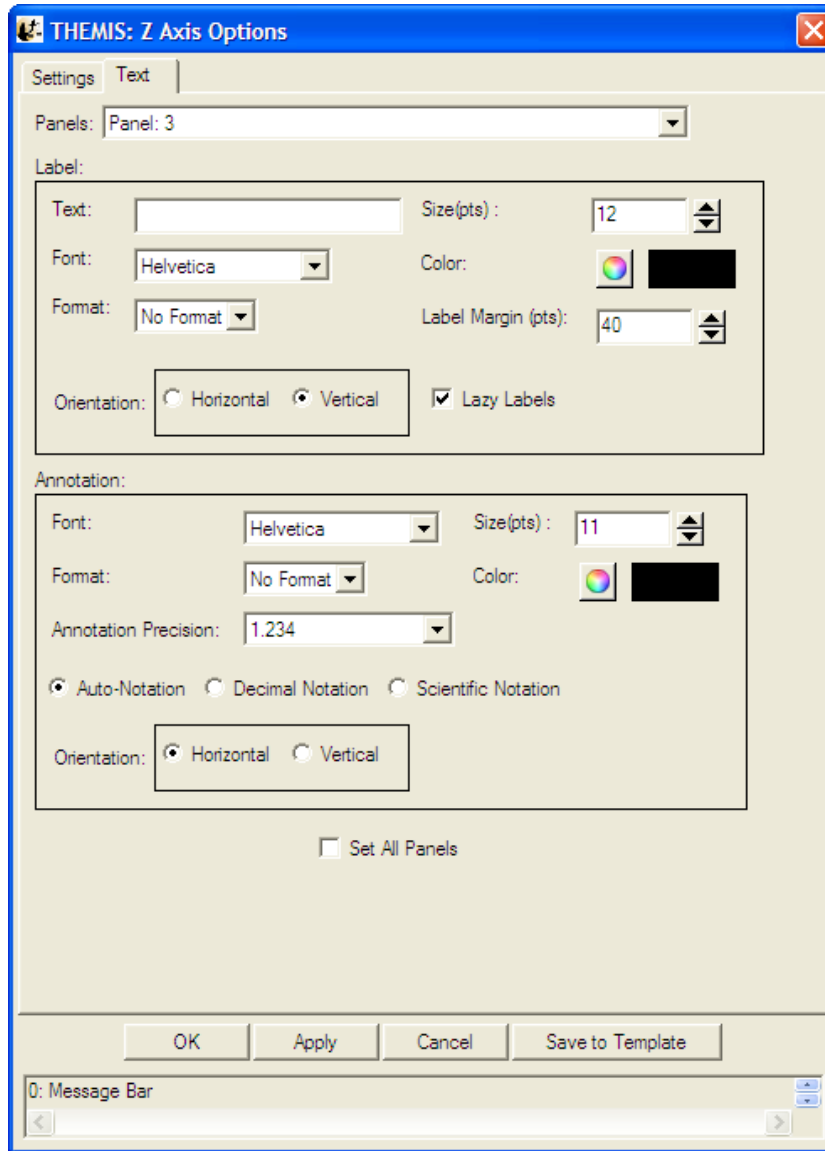 THEMIS: Z Axis Options
Settings Text
Panels: Panel: 3
Label:
Text: Size(pts) : 12
Font: Helvetica Color:
Format: No Format Label Margin (pts): 40
Orientation: Horizontal Vertical Lazy Labels
Annotation:
Font: Helvetica Size(pts) : 11
Format: No Format Color:
Annotation Precision: 1.234
Auto-Notation Decimal Notation Scientific Notation
Orientation: Horizontal Vertical
Set All Panels
OK Apply Cancel Save to Template
0: Message Bar